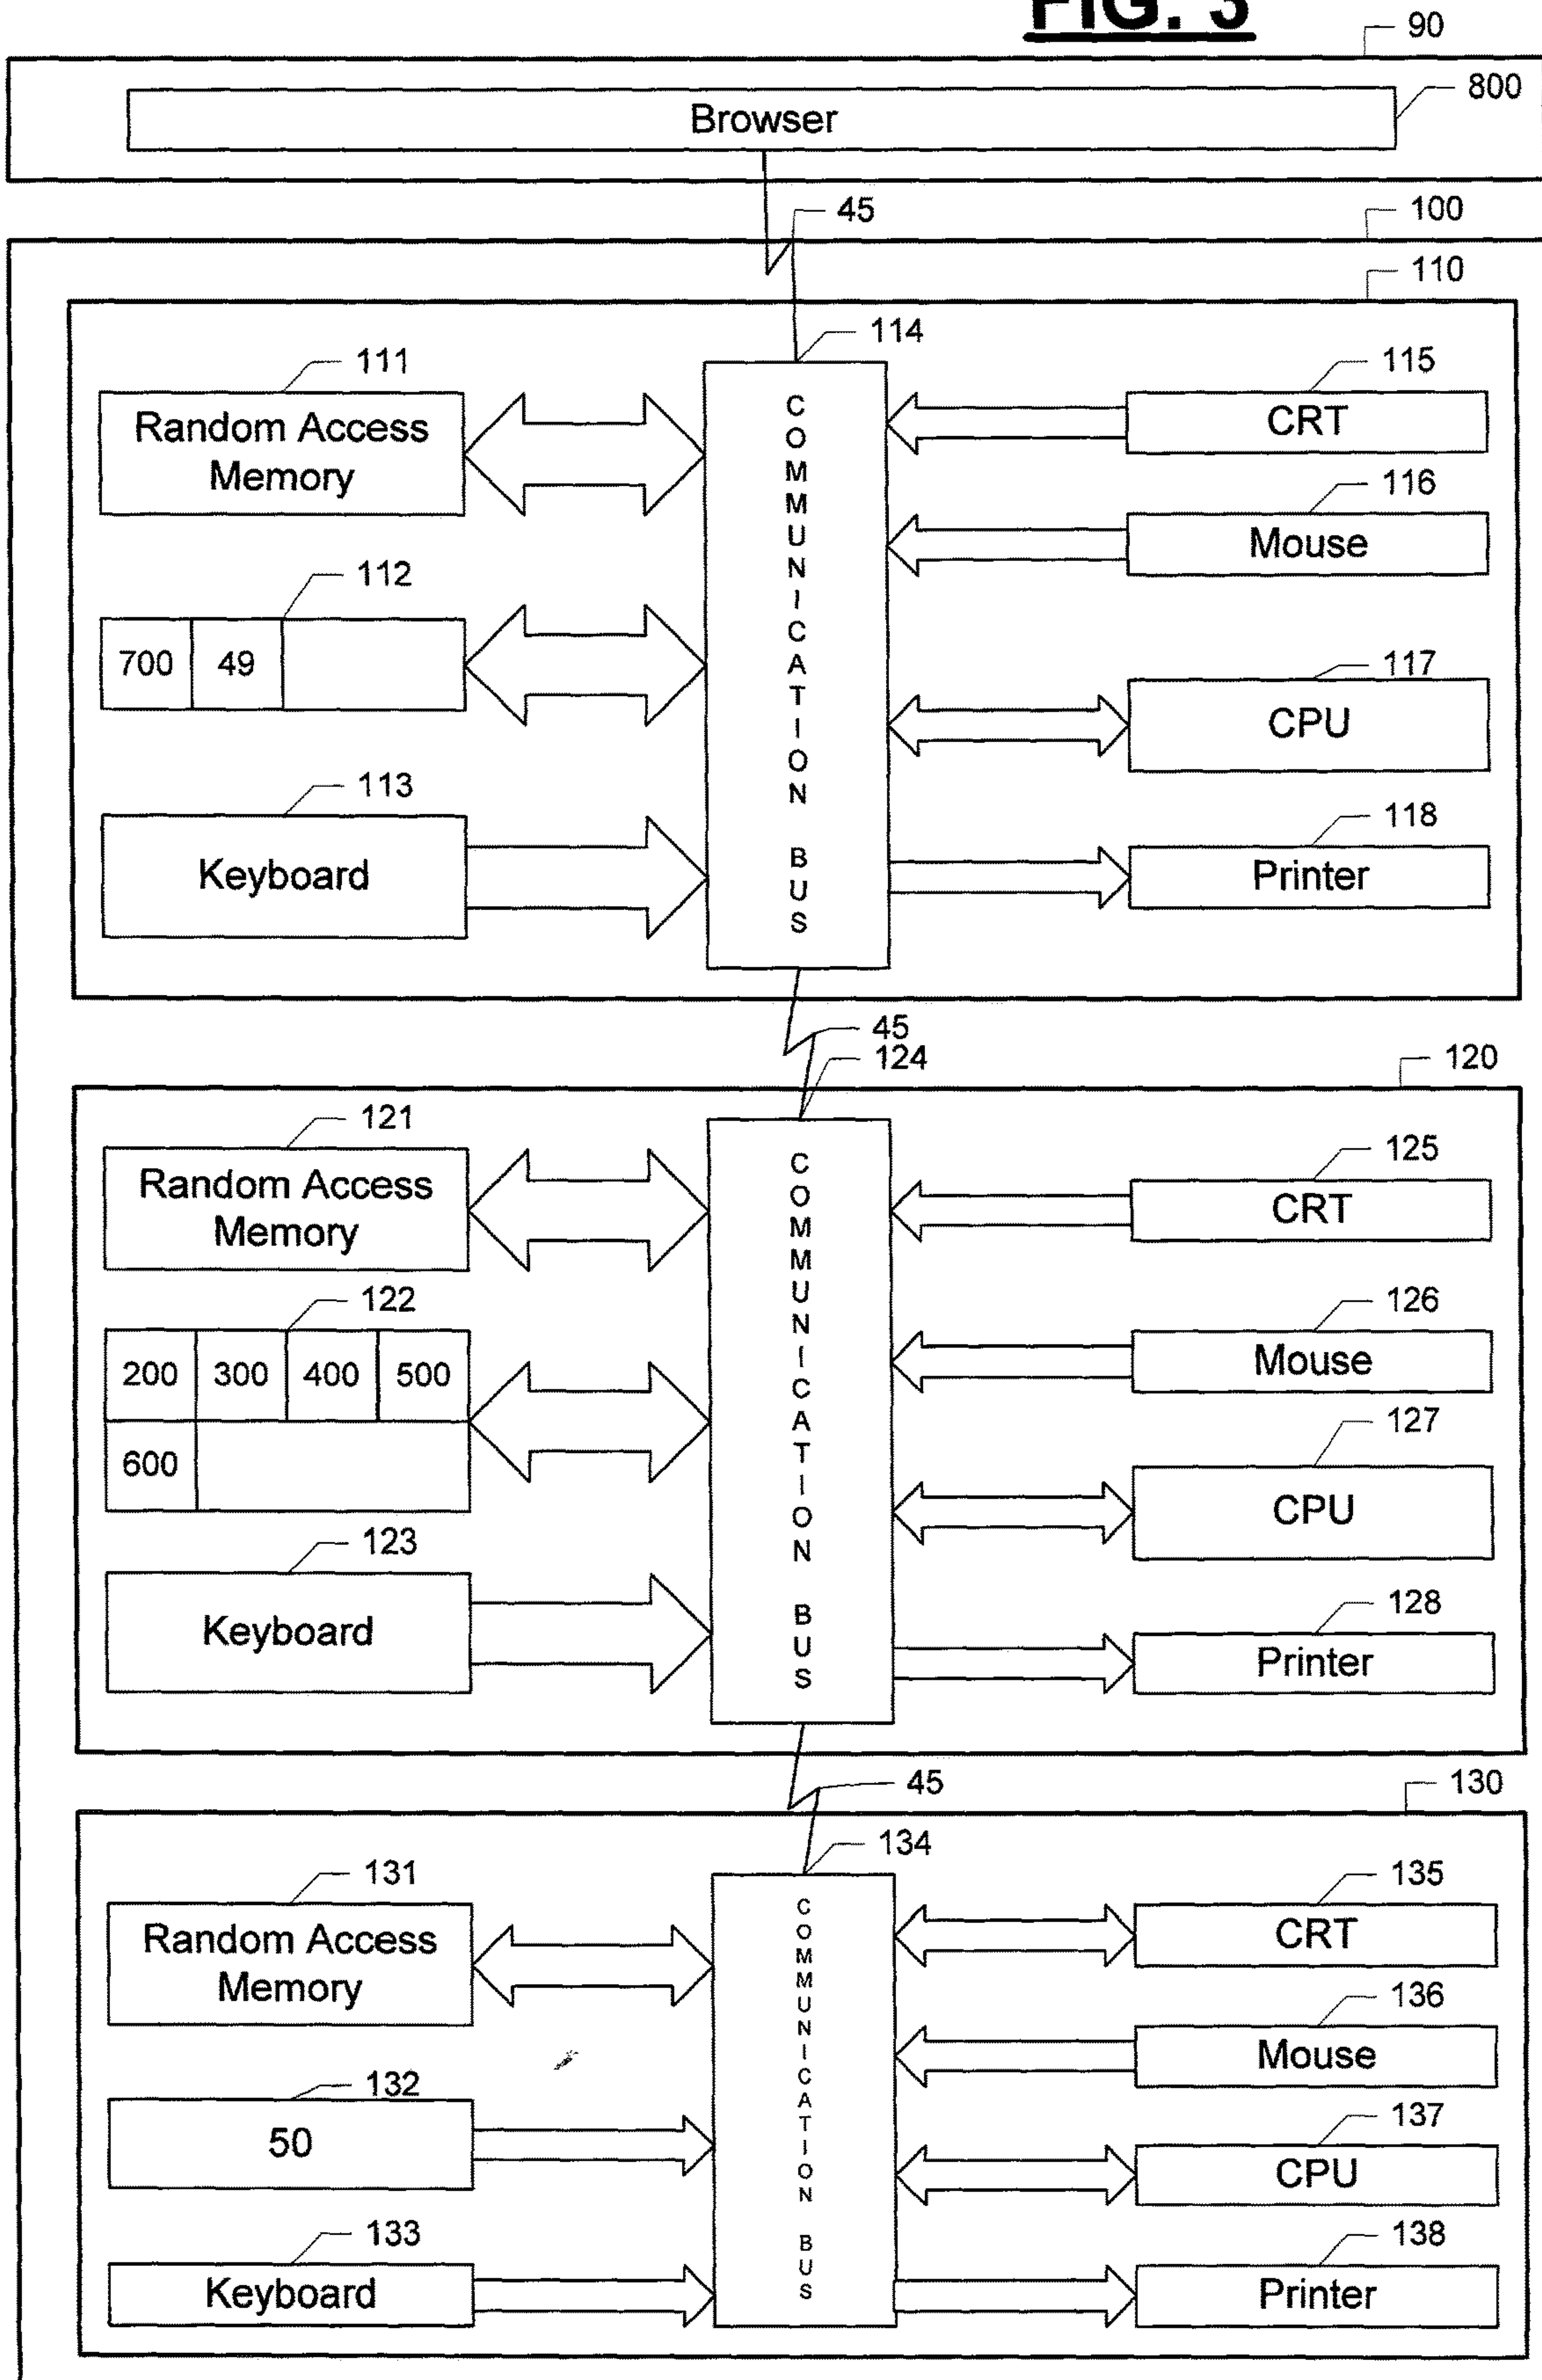 FIG. 3
90
800
Browser
45
100
110
114
111
115
Random Access
Memory
CRT
116
Mouse
112
700 49
117
CPU
113
Keyboard
118
Printer
COMMUNICATION BUS
45
124
120
121
125
Random Access
Memory
CRT
122
126
200 300 400 500
Mouse
600
127
CPU
123
Keyboard
128
Printer
COMMUNICATION BUS
45
130
134
131
135
Random Access
Memory
CRT
136
Mouse
132
50
137
CPU
133
Keyboard
138
Printer
COMMUNICATION BUS